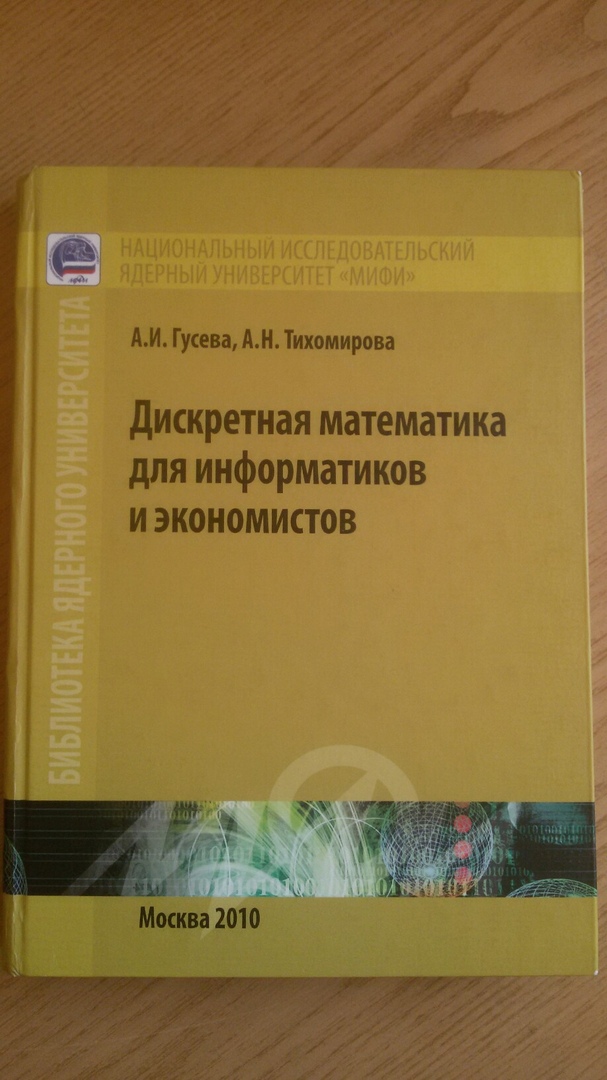 НАЦИОНАЛЬНЫЙ ИССЛЕДОВАТЕЛЬСКИЙ
ЯДЕРНЫЙ УНИВЕРСИТЕТ «МИФИ»
БИБЛИОТЕКА ЯДЕРНОГО УНИВЕРСИТЕТА
А.И. Гусева, А.Н. Тихомирова
Дискретная математика
для информатиков
и экономистов
Москва 2010